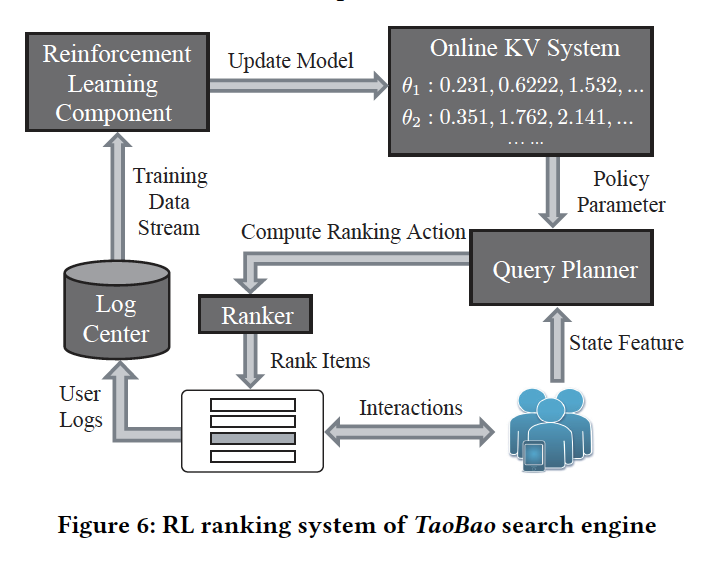 Reinforcement
Learning
Component
Update Model
Online KV System
θ₁ : 0.231, 0.6222, 1.532, ...
θ₂ : 0.351, 1.762, 2.141, ...
... ...
Training
Data
Stream
Policy
Parameter
Compute Ranking Action
Query Planner
Log
Center
Ranker
State Feature
Rank Items
User
Logs
Interactions
Figure 6: RL ranking system of TaoBao search engine